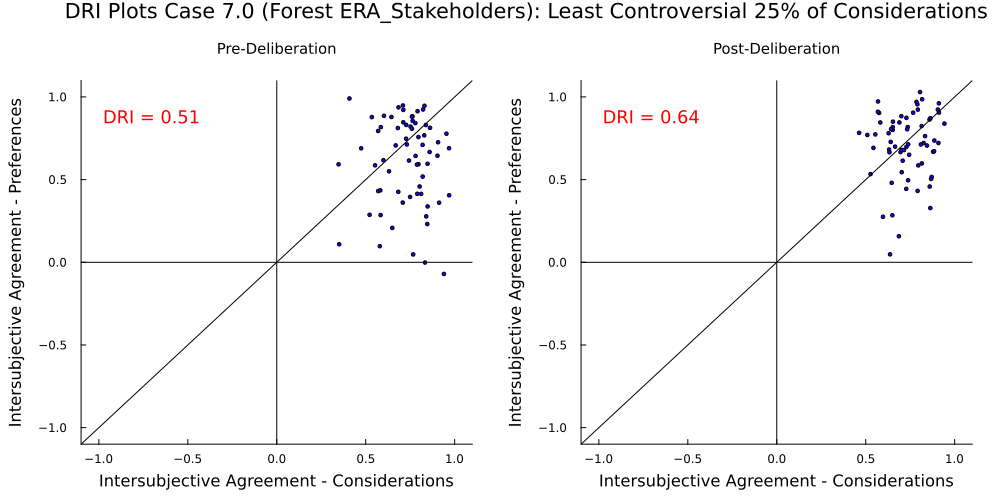 DRI Plots Case 7.0 (Forest ERA_Stakeholders): Least Controversial 25% of Considerations
Pre-Deliberation
DRI = 0.51
Intersubjective Agreement - Preferences
1.0
0.5
0.0
−0.5
−1.0
−1.0
−0.5
0.0
0.5
1.0
Intersubjective Agreement - Considerations
Post-Deliberation
DRI = 0.64
Intersubjective Agreement - Preferences
1.0
0.5
0.0
−0.5
−1.0
−1.0
−0.5
0.0
0.5
1.0
Intersubjective Agreement - Considerations